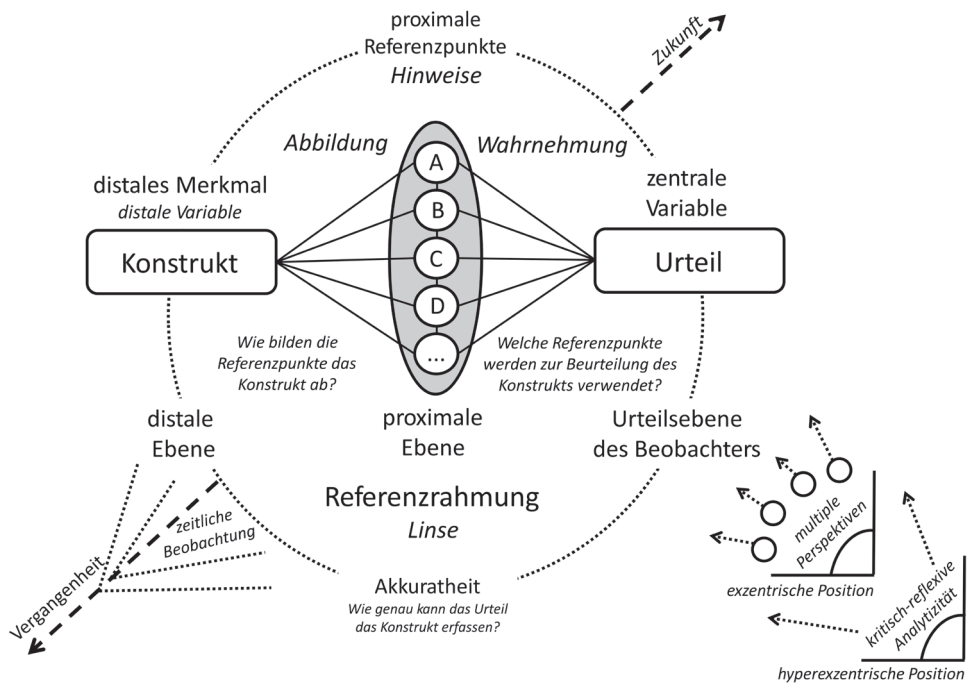 proximale
Referenzpunkte
Hinweise
Zukunft
Abbildung
Wahrnehmung
distales Merkmal
distale Variable
zentrale
Variable
Konstrukt
A
B
C
D
...
Urteil
Wie bilden die
Referenzpunkte das
Konstrukt ab?
Welche Referenzpunkte
werden zur Beurteilung des
Konstrukts verwendet?
distale
Ebene
proximale
Ebene
Urteilsebene
des Beobachters
Referenzrahmung
Linse
zeitliche
Beobachtung
Vergangenheit
Akkuratheit
Wie genau kann das Urteil
das Konstrukt erfassen?
multiple
Perspektiven
exzentrische Position
kritisch-reflexive
Analytizität
hyperexzentrische Position